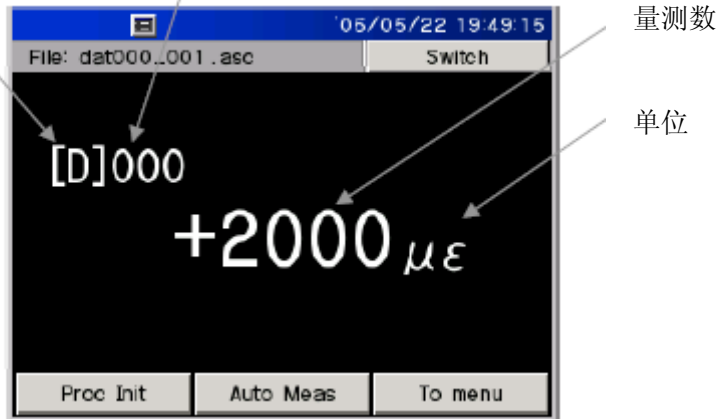 '05/05/22 19:49:15
File: dat000_001.asc
Switch
量测数
单位
[D]000
+2000 με
Proc Init
Auto Meas
To menu